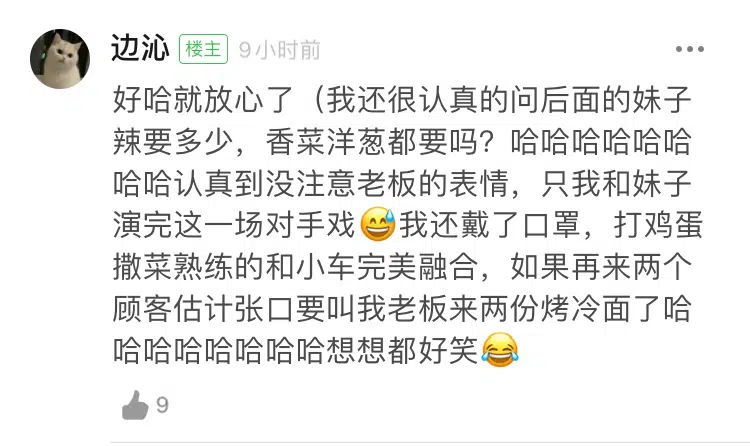 边沁 楼主 9小时前
好哈就放心了（我还很认真的问后面的妹子
辣要多少，香菜洋葱都要吗？哈哈哈哈哈哈
哈哈认真到没注意老板的表情，只我和妹子
演完这一场对手戏😅我还戴了口罩，打鸡蛋
撒菜熟练的和小车完美融合，如果再来两个
顾客估计张口要叫我老板来两份烤冷面了哈
哈哈哈哈哈哈哈想想都好笑😂
9